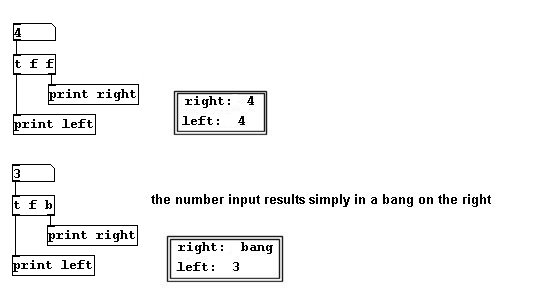 4
t f f
print right
right: 4
print left
left: 4
3
t f b
the number input results simply in a bang on the right
print right
right: bang
print left
left: 3